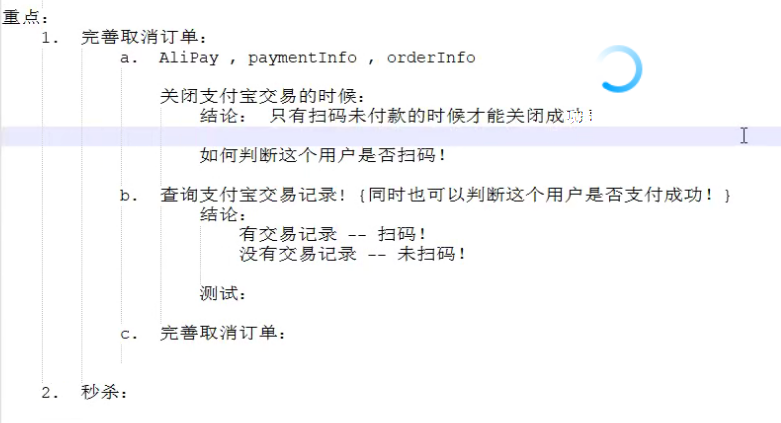 重点:
1. 完善取消订单:
a. AliPay , paymentInfo , orderInfo
关闭支付宝交易的时候:
结论: 只有扫码未付款的时候才能关闭成功!
如何判断这个用户是否扫码!
b. 查询支付宝交易记录! {同时也可以判断这个用户是否支付成功! }
结论:
有交易记录 -- 扫码!
没有交易记录 -- 未扫码!
测试:
c. 完善取消订单:
2. 秒杀: